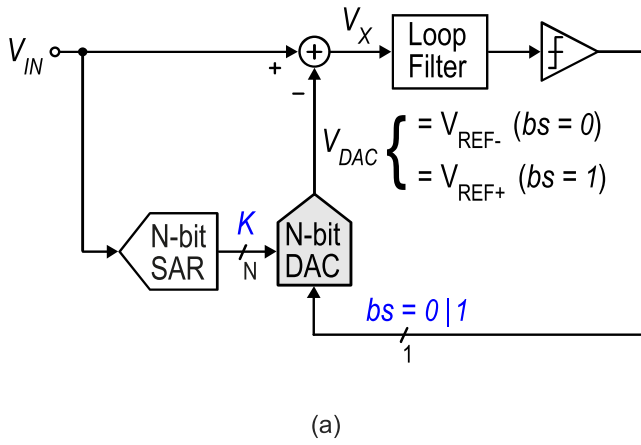 V_X
V_IN
+
+
Loop
Filter
−
V_DAC { = V_REF- (bs = 0)
= V_REF+ (bs = 1)
N-bit
SAR
K
N
N-bit
DAC
bs = 0|1
1
(a)